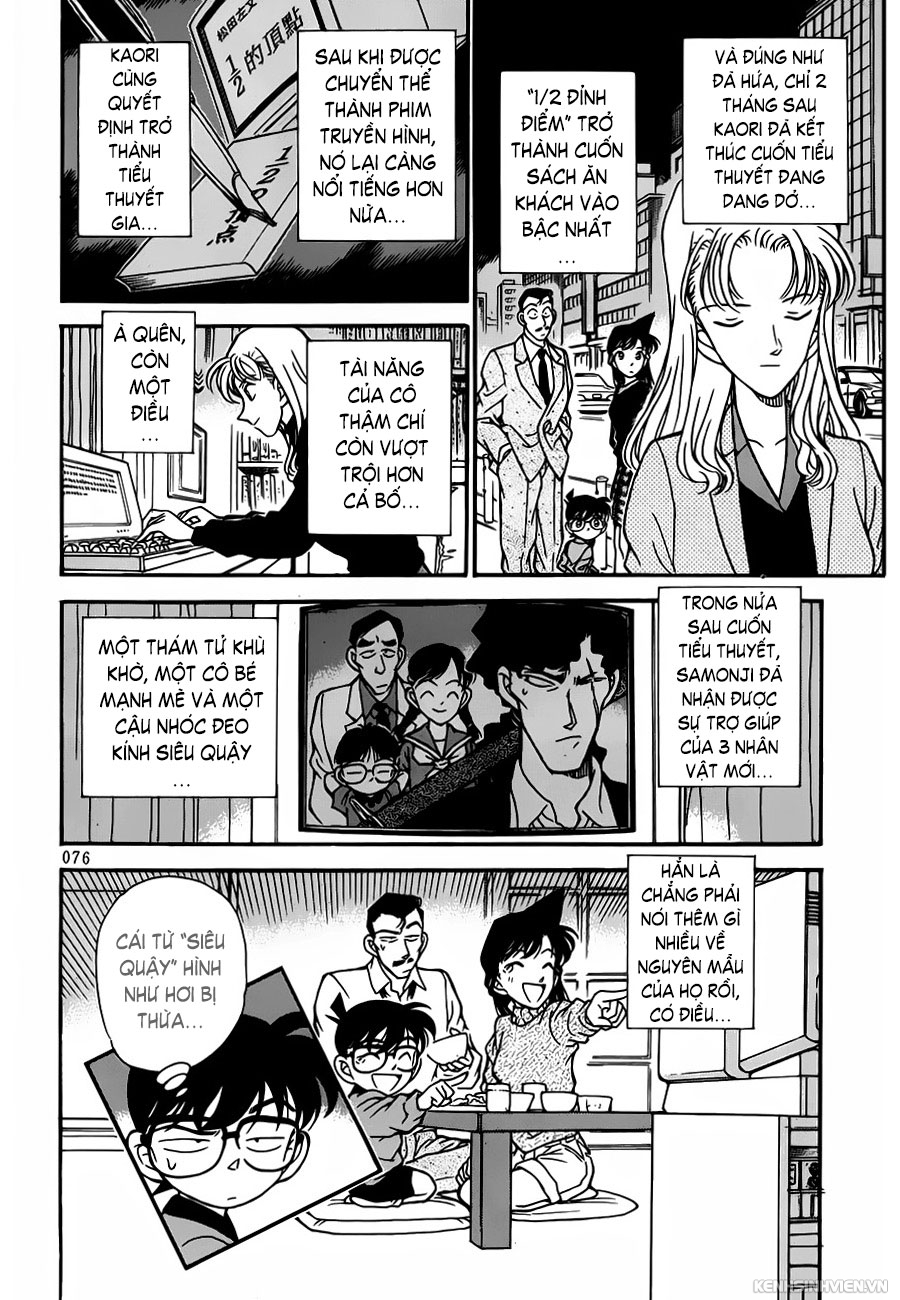 VÀ ĐÚNG NHƯ
ĐÃ HỨA, CHỈ 2
THÁNG SAU
KAORI ĐÃ KẾT
THÚC CUỐN TIỂU
THUYẾT ĐANG
DANG DỞ...
"1/2 ĐỈNH
ĐIỂM" TRỞ
THÀNH CUỐN
SÁCH ĂN
KHÁCH VÀO
BẬC NHẤT
...
SAU KHI ĐƯỢC
CHUYỂN THỂ
THÀNH PHIM
TRUYỀN HÌNH,
NÓ LẠI CÀNG
NỔI TIẾNG HƠN
NỮA...
KAORI
CŨNG
QUYẾT
ĐỊNH TRỞ
THÀNH
TIỂU
THUYẾT
GIA...
1/2的頂點
TÀI NĂNG
CỦA CÔ
THẬM CHÍ
CÒN VƯỢT
TRỘI HƠN
CẢ BỐ...
À QUÊN,
CÒN
MỘT
ĐIỀU
...
TRONG NỬA
SAU CUỐN
TIỂU THUYẾT,
SAMONJI ĐÃ
NHẬN ĐƯỢC
SỰ TRỢ GIÚP
CỦA 3 NHÂN
VẬT MỚI...
MỘT THÁM TỬ KHÙ
KHỜ, MỘT CÔ BÉ
MẠNH MẼ VÀ MỘT
CẬU NHÓC ĐEO
KÍNH SIÊU QUẬY
...
076
HẲN LÀ
CHẲNG PHẢI
NÓI THÊM GÌ
NHIỀU VỀ
NGUYÊN MẪU
CỦA HỌ RỒI,
CÓ ĐIỀU...
CÁI TỪ "SIÊU
QUẬY" HÌNH
NHƯ HƠI BỊ
THỪA...
KENHSINHVIEN.VN